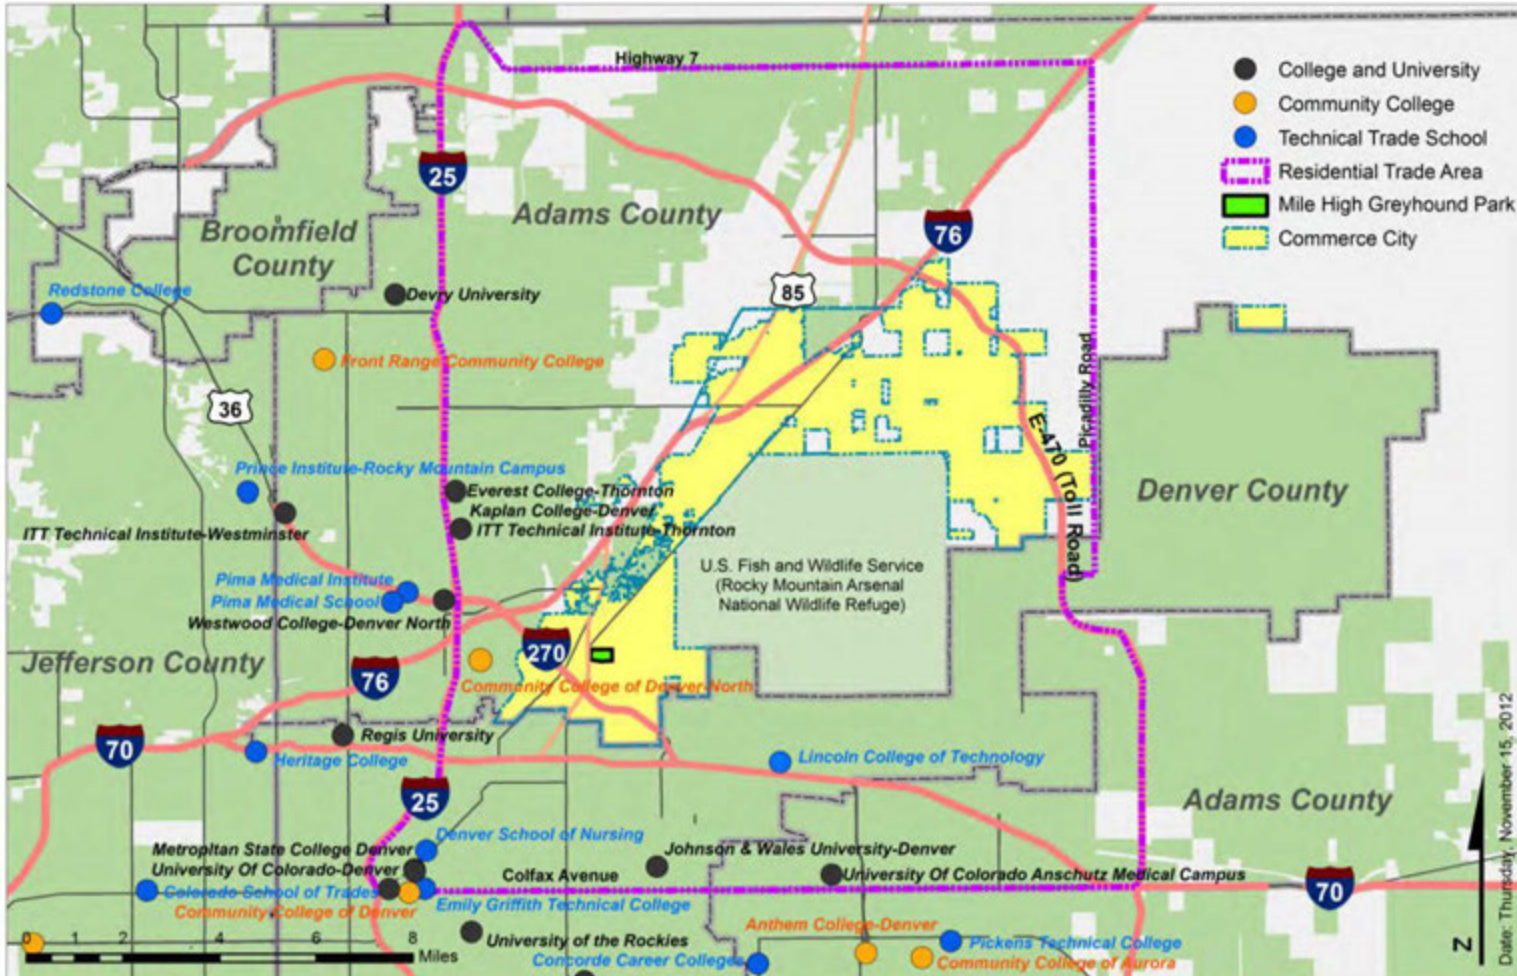 Highway 7
College and University
Community College
Technical Trade School
Residential Trade Area
Mile High Greyhound Park
Commerce City
25
Adams County
Broomfield
County
76
85
Redstone College
Devry University
Front Range Community College
Picadilly Road
36
E-470 (Toll Road)
Prince Institute-Rocky Mountain Campus
Everest College-Thornton
Kaplan College-Denver
ITT Technical Institute-Thornton
ITT Technical Institute-Westminster
Denver County
U.S. Fish and Wildlife Service
(Rocky Mountain Arsenal
National Wildlife Refuge)
Pima Medical Institute
Pima Medical School
Westwood College-Denver North
Jefferson County
270
76
Community College of Denver-North
70
Regis University
Heritage College
Lincoln College of Technology
25
Adams County
Denver School of Nursing
Metropltan State College Denver
University Of Colorado-Denver
Johnson & Wales University-Denver
Colfax Avenue
University Of Colorado Anschutz Medical Campus
70
Colorado School of Trades
Community College of Denver
Emily Griffith Technical College
Anthem College-Denver
University of the Rockies
Concorde Career Colleges
Pickens Technical College
Community College of Aurora
0 1 2 4 6 8
Miles
N
Date: Thursday, November 15, 2012